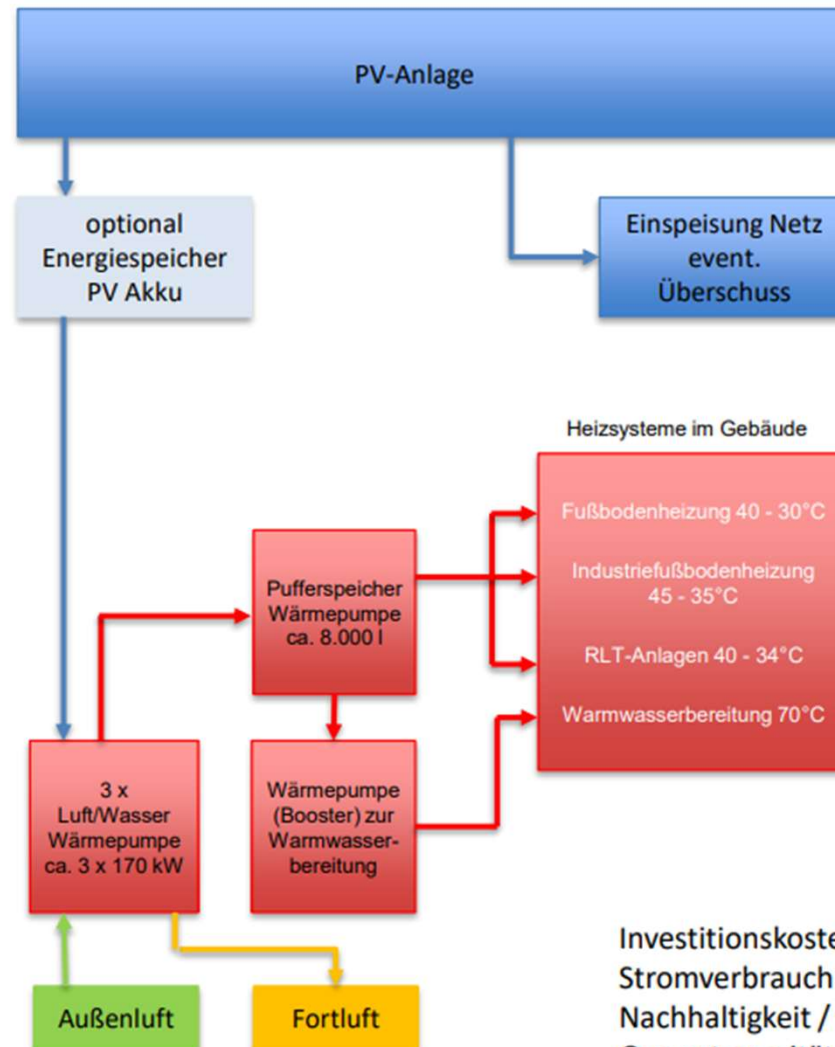 PV-Anlage
optional
Energiespeicher
PV Akku
Einspeisung Netz
event.
Überschuss
Heizsysteme im Gebäude
Fußbodenheizung 40 - 30°C
Industriefußbodenheizung
45 - 35°C
RLT-Anlagen 40 - 34°C
Warmwasserbereitung 70°C
Pufferspeicher
Wärmepumpe
ca. 8.000 l
3 x
Luft/Wasser
Wärmepumpe
ca. 3 x 170 kW
Wärmepumpe
(Booster) zur
Warmwasser-
bereitung
Außenluft
Fortluft
Investitionskoste
Stromverbrauch
Nachhaltigkeit /